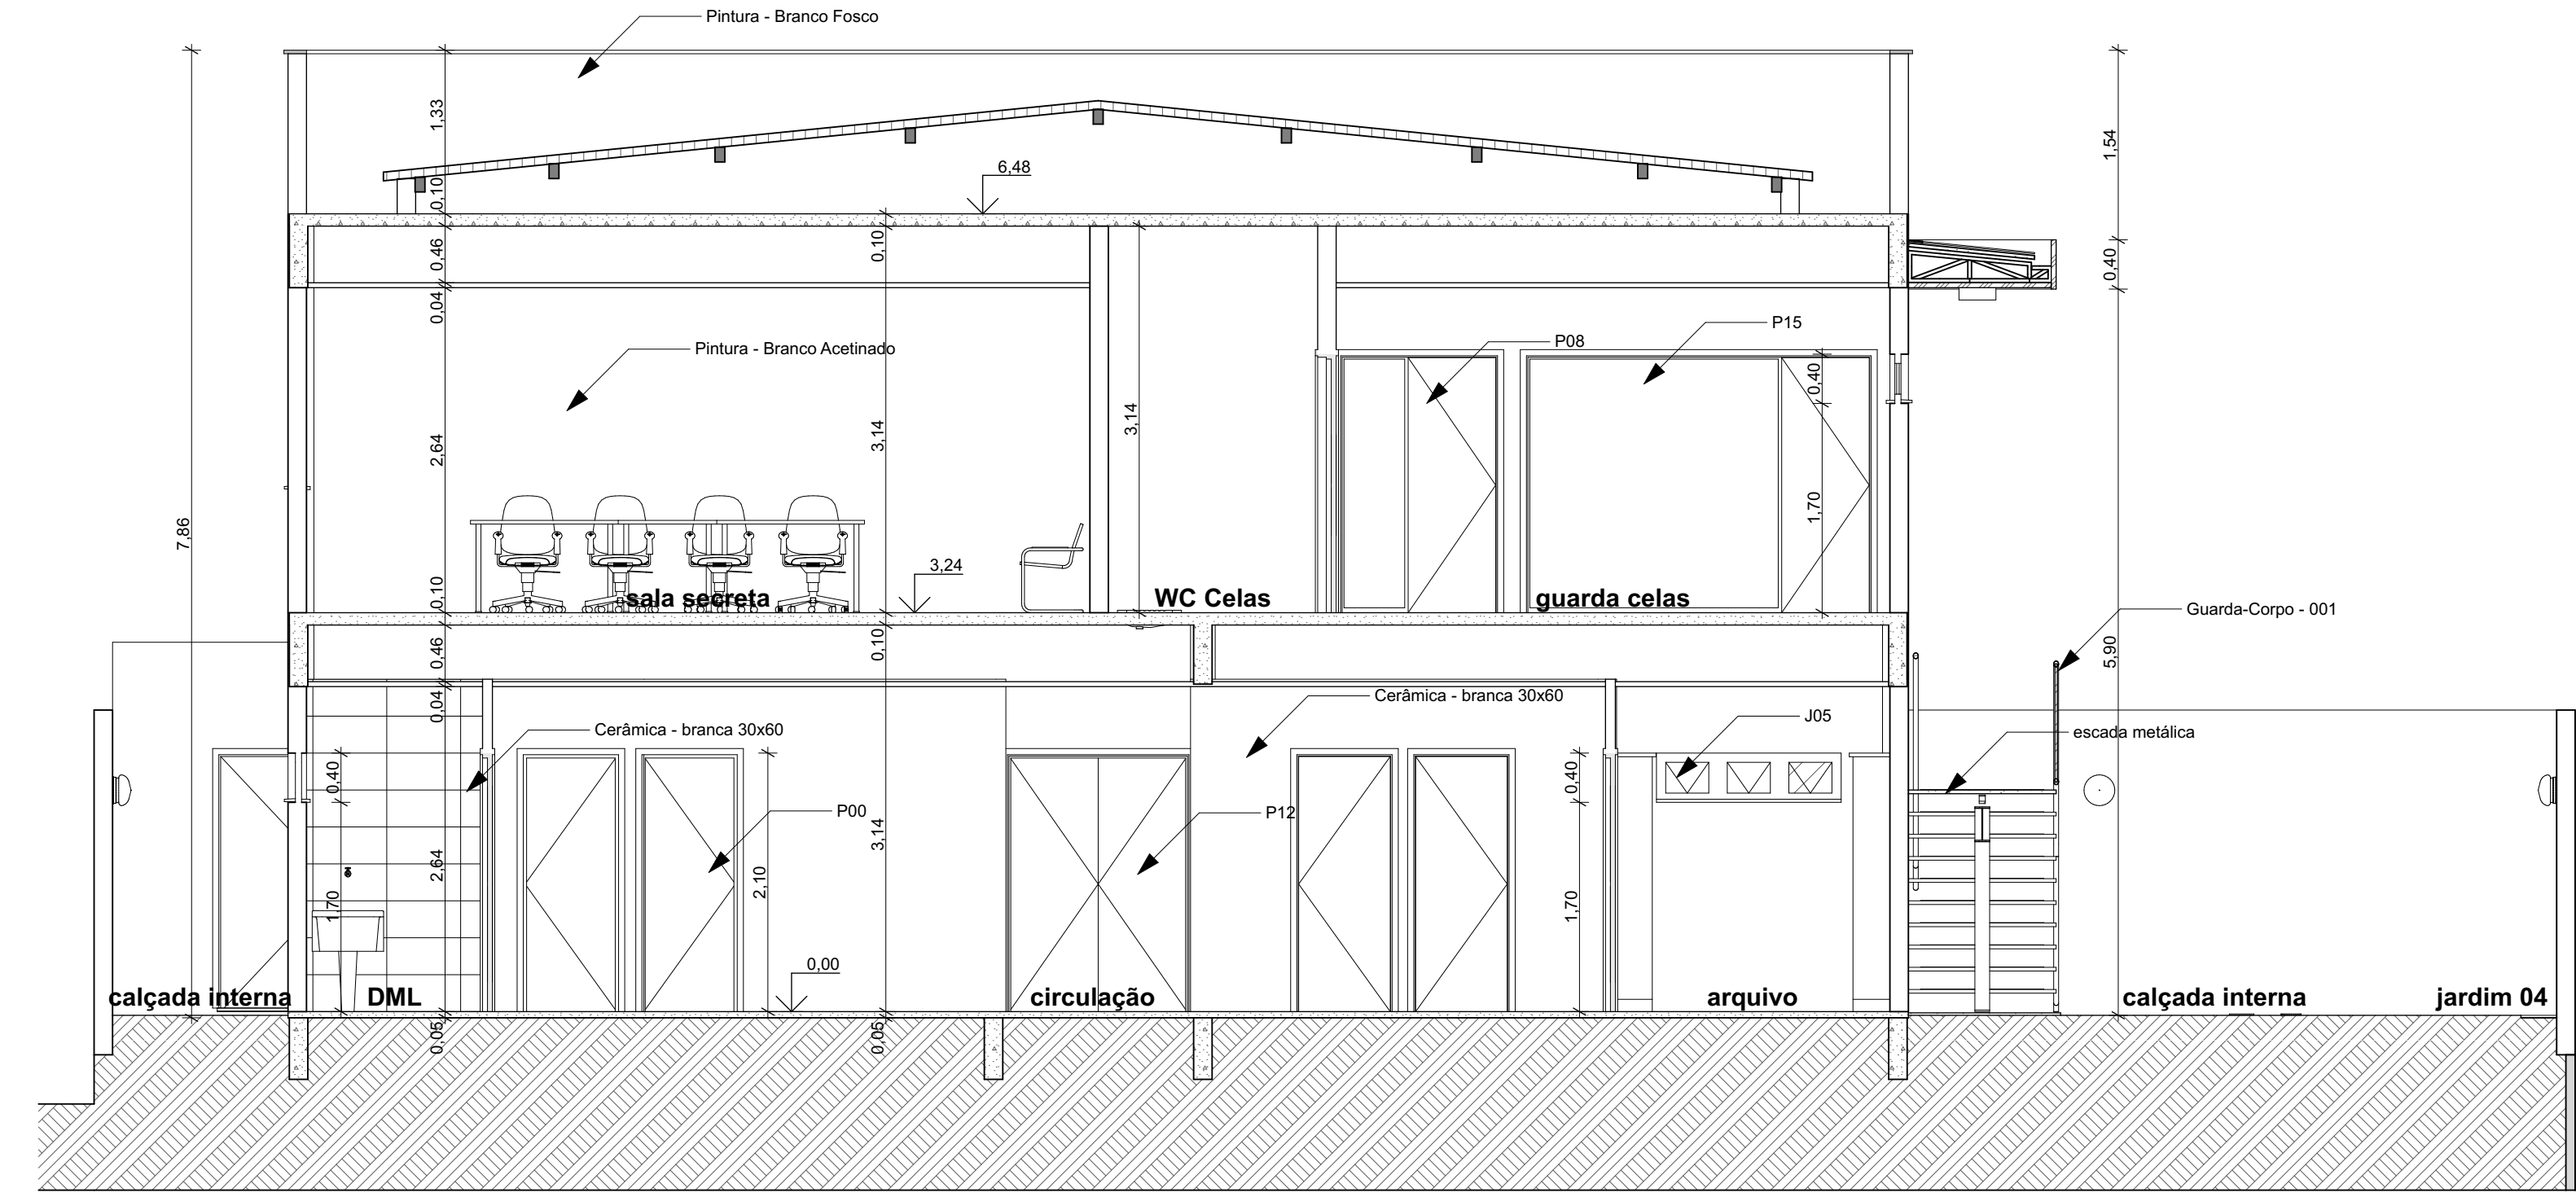 Pintura - Branco Fosco
1,33
1,54
0,10
6,48
0,46
0,10
0,40
0,04
P15
P08
Pintura - Branco Acetinado
0,40
2,64
3,14
3,14
1,70
7,86
3,24
0,10
sala secreta
WC Celas
guarda celas
Guarda-Corpo - 001
0,46
0,10
5,90
0,04
Cerâmica - branca 30x60
Cerâmica - branca 30x60
J05
escada metálica
0,40
0,40
P00
P12
3,14
2,64
2,10
1,70
1,70
0,00
calçada interna
DML
circulação
arquivo
calçada interna
jardim 04
0,05
0,05